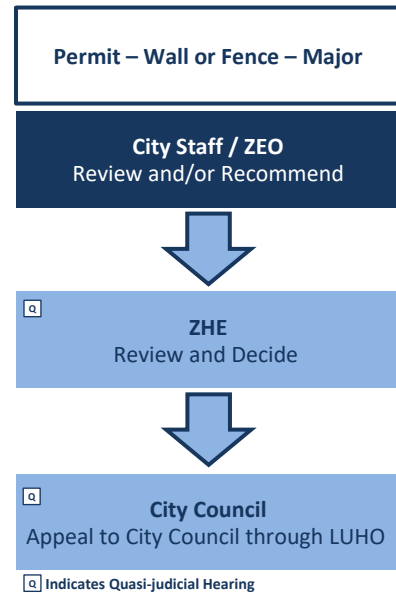 Permit – Wall or Fence – Major
City Staff / ZEO
Review and/or Recommend
Q
ZHE
Review and Decide
Q
City Council
Appeal to City Council through LUHO
Q Indicates Quasi-judicial Hearing